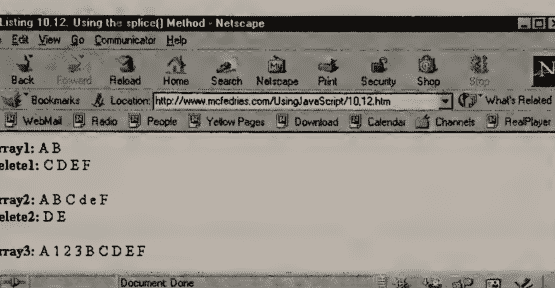 Listing 10.12. Using the splice() Method - Netscape
Edit View Go Communicator Help
Back Forward Reload Home Search Netscape Print Security Shop Stop
Bookmarks Location: http://www.mcfedries.com/UsingJavaScript/10.12.htm What's Related
WebMail Radio People Yellow Pages Download Calendar Channels RealPlayer
rray1: A B
elete1: C D E F
rray2: A B C d e F
elete2: D E
rray3: A 1 2 3 B C D E F
Document: Done